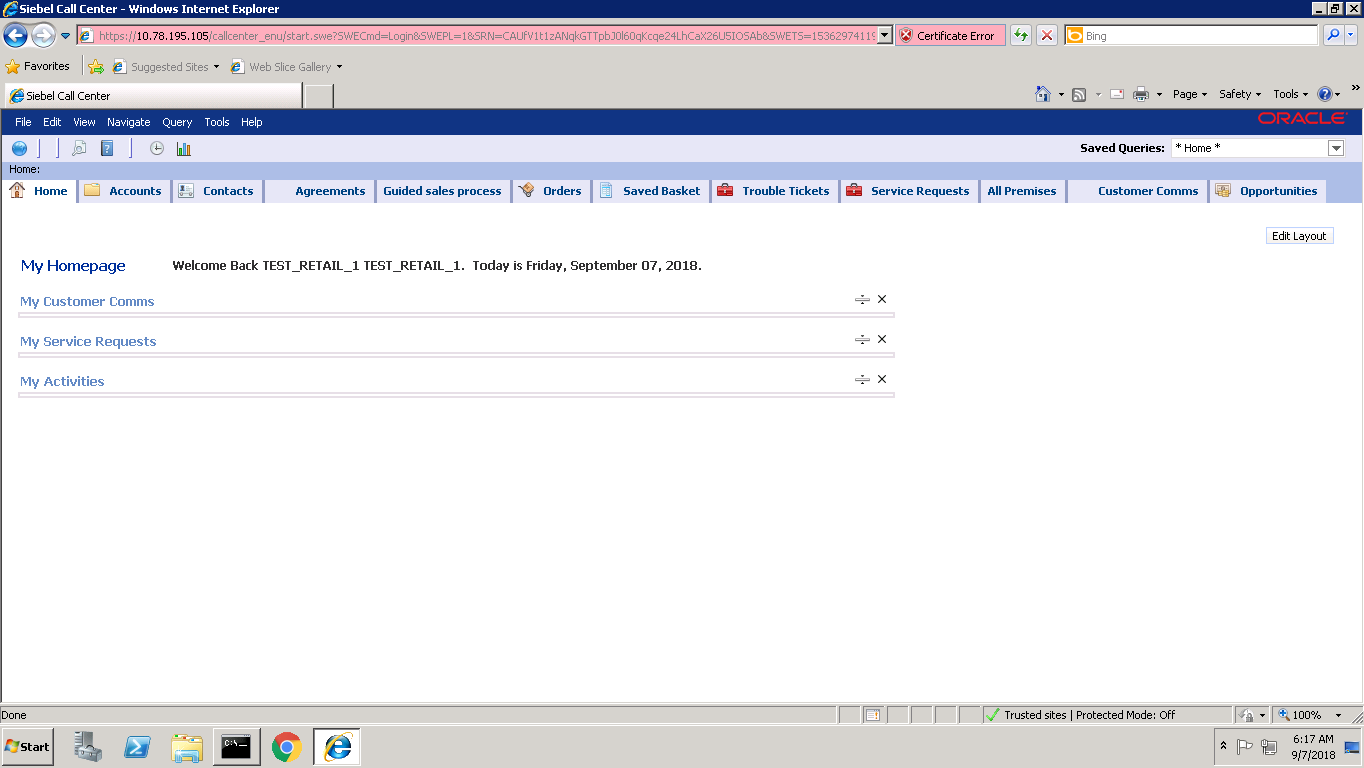 Siebel Call Center - Windows Internet Explorer
https://10.78.195.105/callcenter_enu/start.swe?SWECmd=Login&SWEPL=1&SRN=CAUfV1t1zANqkGTTpbJ0l60qKcqe24LhCaX26U5IOSAb&SWETS=15362974119 Certificate Error Bing
Favorites Suggested Sites Web Slice Gallery
Siebel Call Center Page Safety Tools
File Edit View Navigate Query Tools Help ORACLE
Saved Queries: * Home *
Home:
Home Accounts Contacts Agreements Guided sales process Orders Saved Basket Trouble Tickets Service Requests All Premises Customer Comms Opportunities
Edit Layout
My Homepage Welcome Back TEST_RETAIL_1 TEST_RETAIL_1. Today is Friday, September 07, 2018.
My Customer Comms
My Service Requests
My Activities
Done Trusted sites | Protected Mode: Off 100%
Start 6:17 AM
9/7/2018